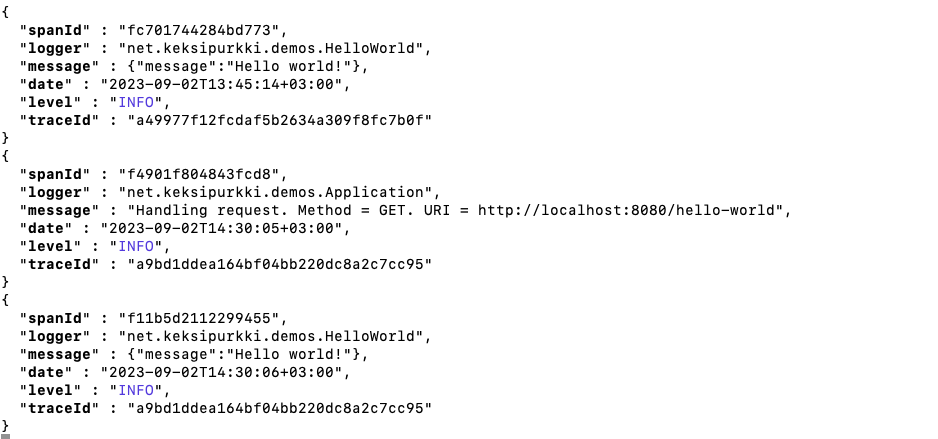 {
  "spanId" : "fc701744284bd773",
  "logger" : "net.keksipurkki.demos.HelloWorld",
  "message" : {"message":"Hello world!"},
  "date" : "2023-09-02T13:45:14+03:00",
  "level" : "INFO",
  "traceId" : "a49977f12fcdaf5b2634a309f8fc7b0f"
}
{
  "spanId" : "f4901f804843fcd8",
  "logger" : "net.keksipurkki.demos.Application",
  "message" : "Handling request. Method = GET. URI = http://localhost:8080/hello-world",
  "date" : "2023-09-02T14:30:05+03:00",
  "level" : "INFO",
  "traceId" : "a9bd1ddea164bf04bb220dc8a2c7cc95"
}
{
  "spanId" : "f11b5d2112299455",
  "logger" : "net.keksipurkki.demos.HelloWorld",
  "message" : {"message":"Hello world!"},
  "date" : "2023-09-02T14:30:06+03:00",
  "level" : "INFO",
  "traceId" : "a9bd1ddea164bf04bb220dc8a2c7cc95"
}